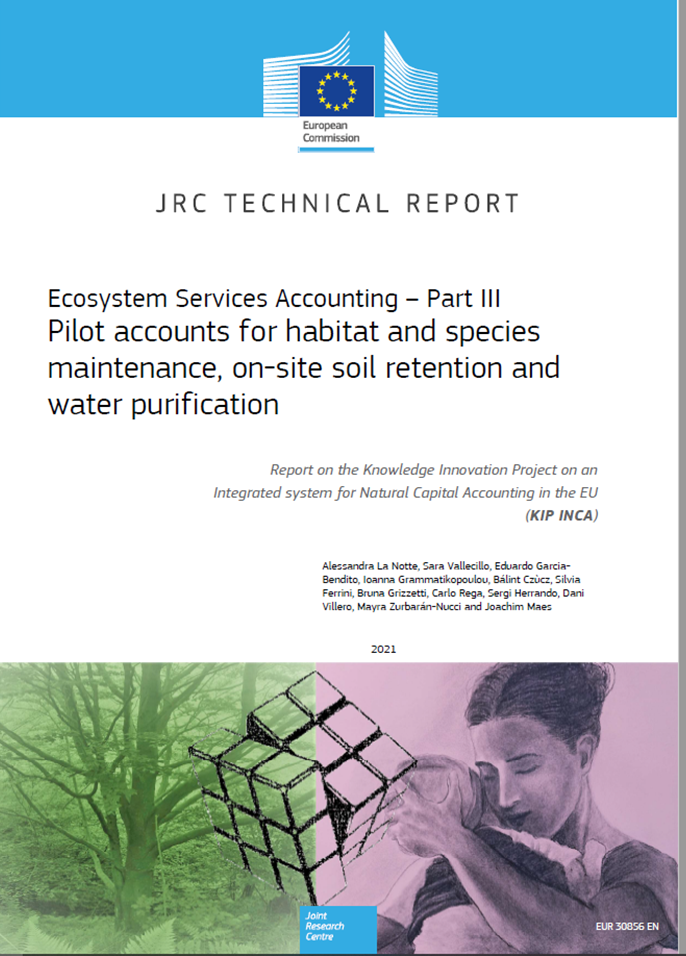 European
Commission
JRC TECHNICAL REPORT
Ecosystem Services Accounting – Part III
Pilot accounts for habitat and species
maintenance, on-site soil retention and
water purification
Report on the Knowledge Innovation Project on an
Integrated system for Natural Capital Accounting in the EU
(KIP INCA)
Alessandra La Notte, Sara Vallecillo, Eduardo Garcia-
Bendito, Ioanna Grammatikopoulou, Bálint Czùcz, Silvia
Ferrini, Bruna Grizzetti, Carlo Rega, Sergi Herrando, Dani
Villero, Mayra Zurbarán-Nucci and Joachim Maes
2021
Joint
Research
Centre
EUR 30856 EN